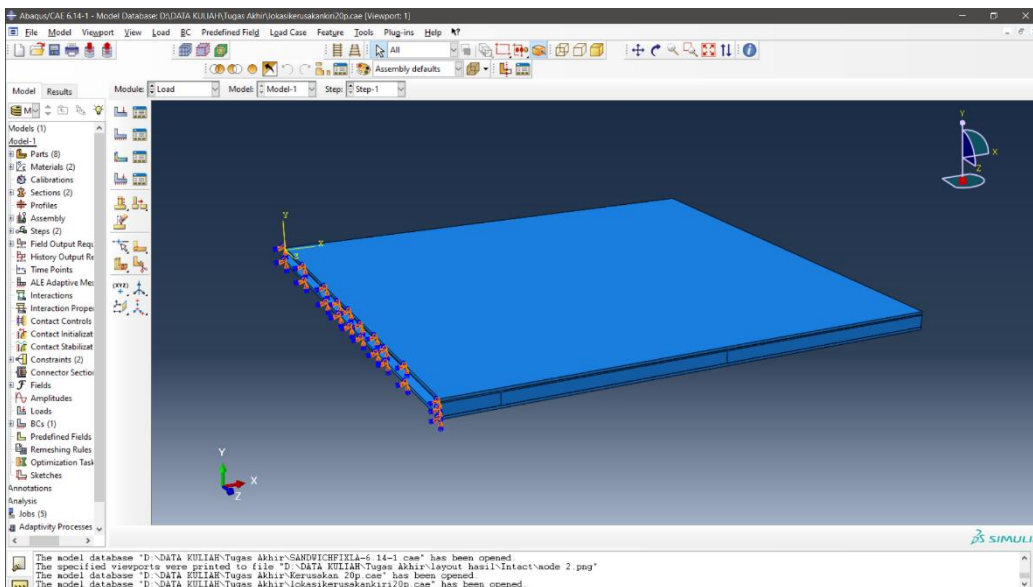 Abaqus/CAE 6.14-1 - Model Database: D:\DATA KULIAH\Tugas Akhir\lokasikerusakankiri20p.cae [Viewport: 1]
File Model Viewport View Load BC Predefined Field Load Case Feature Tools Plug-ins Help
All
Assembly defaults
Model Results Module: Load Model: Model-1 Step: Step-1
Models (1)
Model-1
Parts (8)
Materials (2)
Calibrations
Sections (2)
Profiles
Assembly
Steps (2)
Field Output Requ
History Output Re
Time Points
ALE Adaptive Mes
Interactions
Interaction Proper
Contact Controls
Contact Initializat
Contact Stabilizat
Constraints (2)
Connector Section
Fields
Amplitudes
Loads
BCs (1)
Predefined Fields
Remeshing Rules
Optimization Task
Sketches
Annotations
Analysis
Jobs (5)
Adaptivity Processes
Y
X
Z
Y
X
Z
Y
X
Z
SIMULI
The model database "D:\DATA KULIAH\Tugas Akhir\SANDWICHFIXLA-6.14-1.cae" has been opened.
The specified viewports were printed to file "D:\DATA KULIAH\Tugas Akhir\layout hasil\Intact\mode 2.png"
The model database "D:\DATA KULIAH\Tugas Akhir\Kerusakan 20p.cae" has been opened.
The model database "D:\DATA KULIAH\Tugas Akhir\lokasikerusakankiri20p.cae" has been opened.